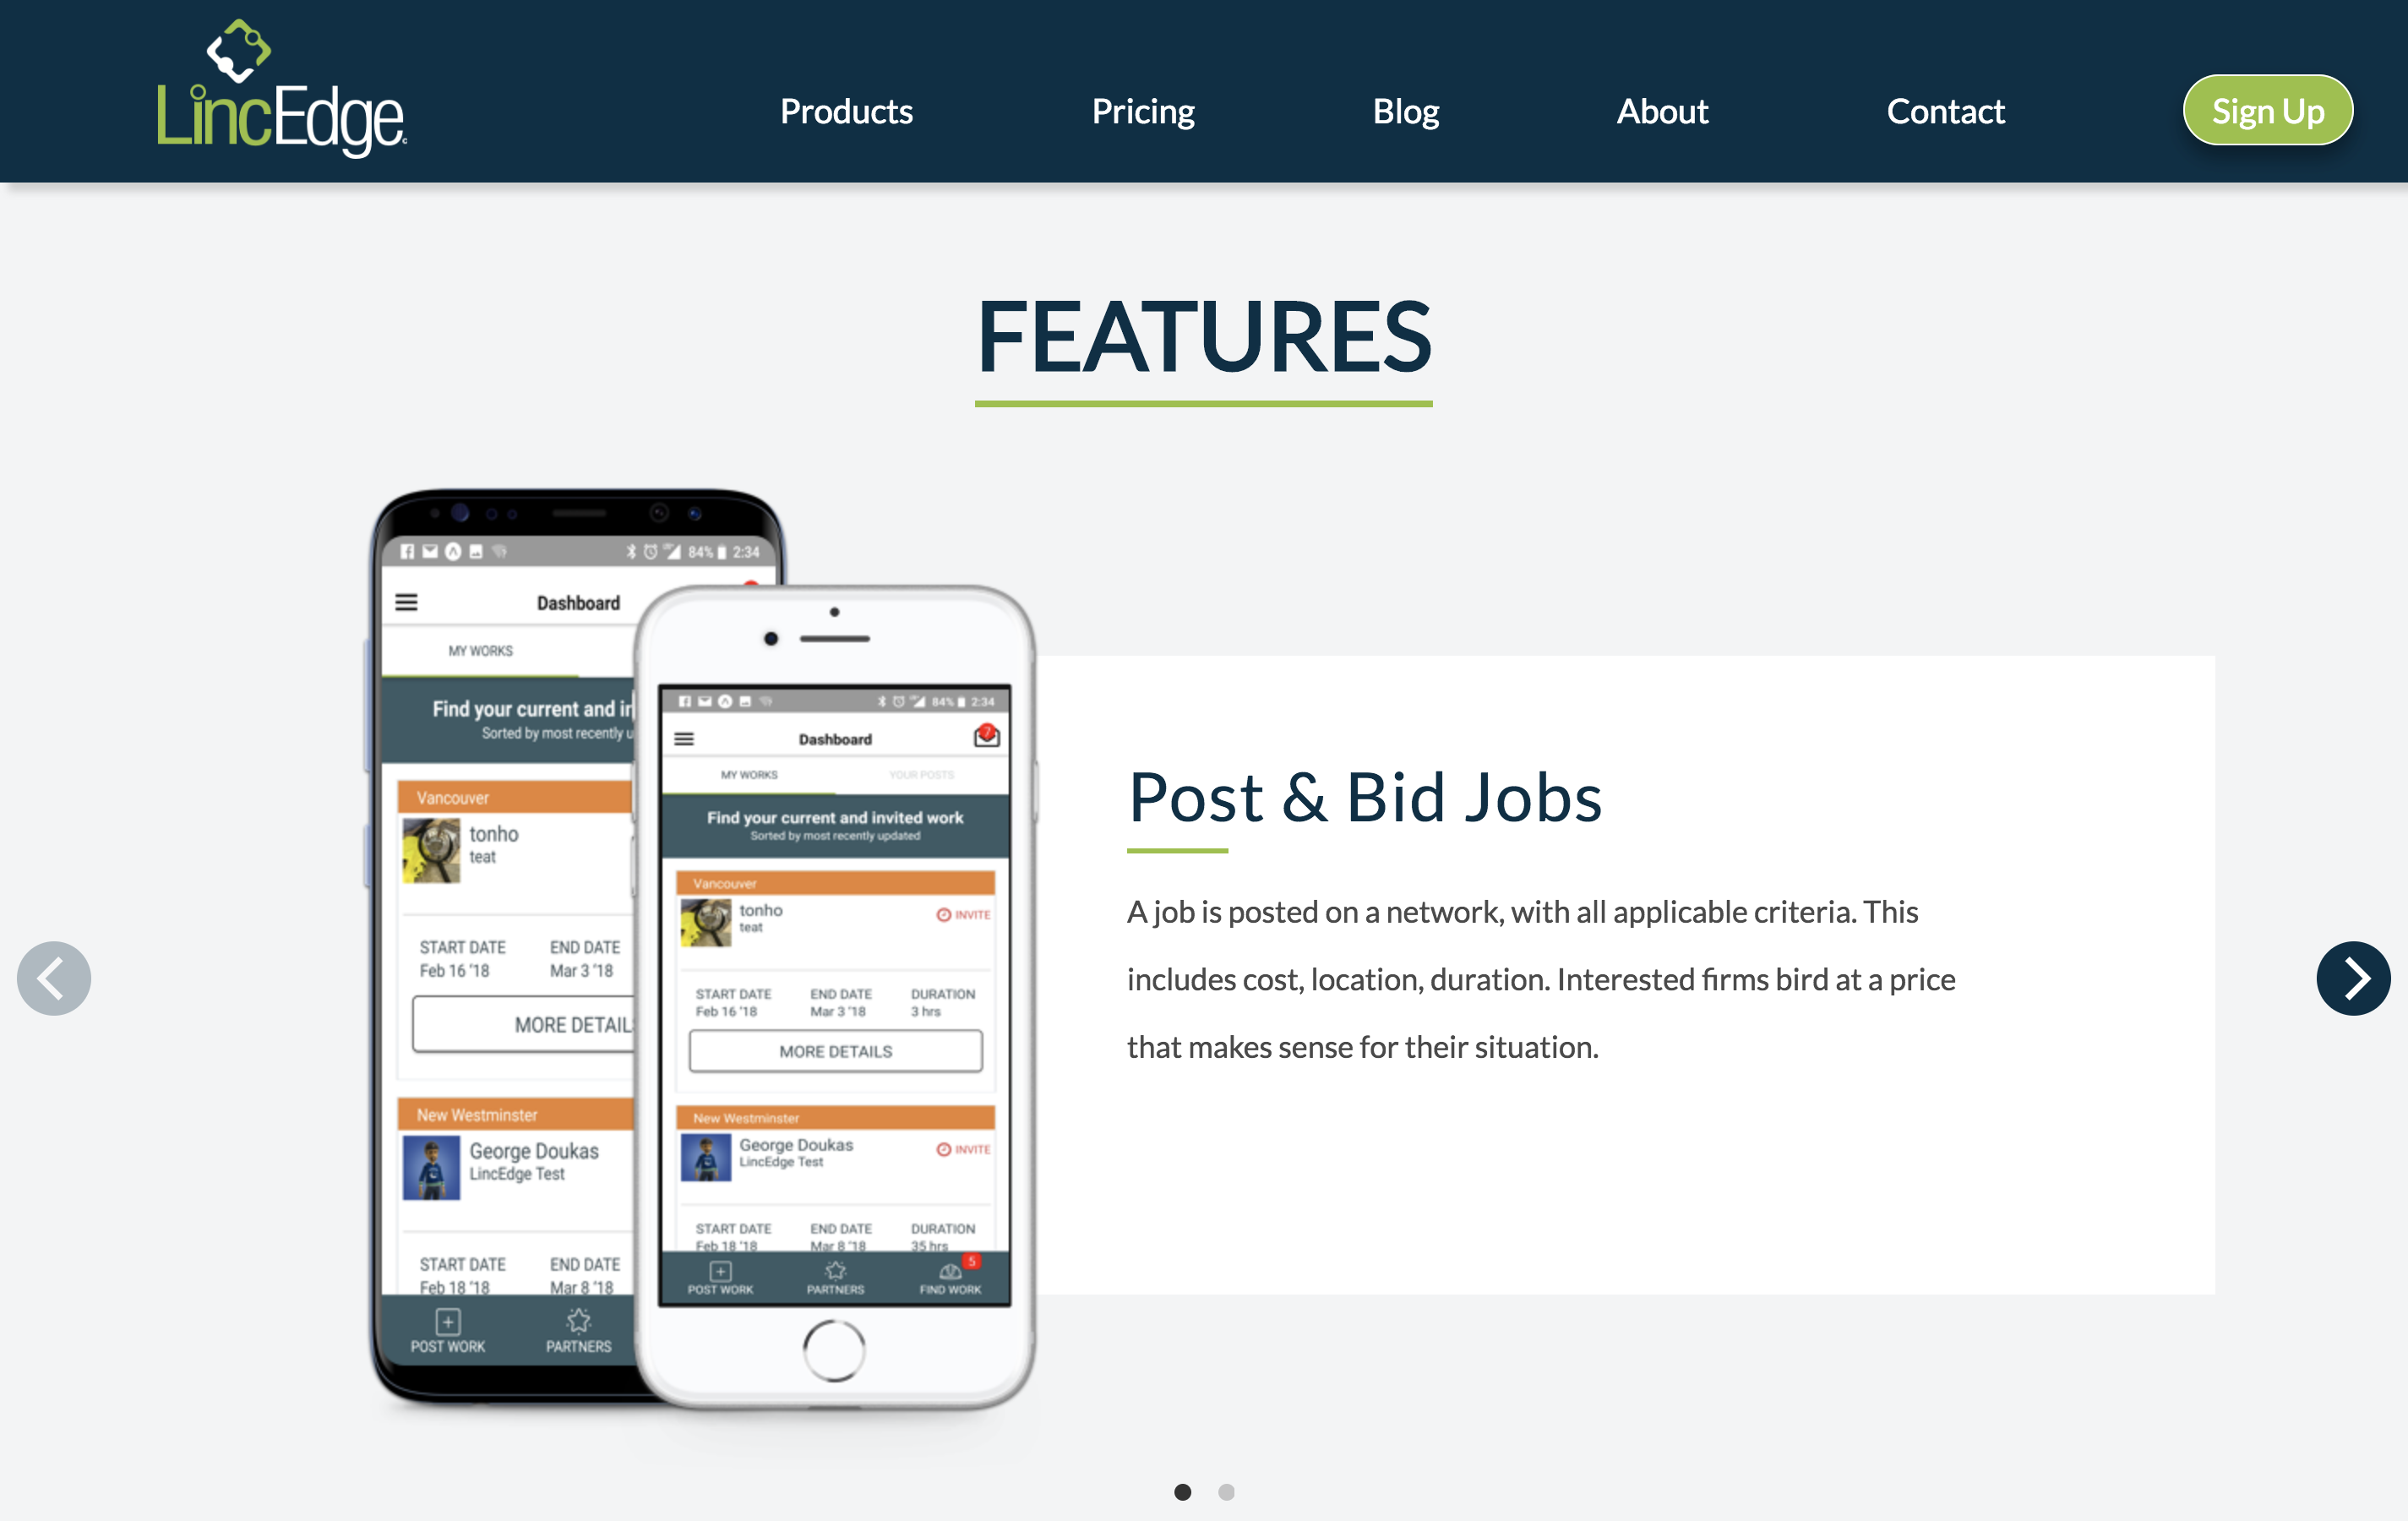 LincEdge
Products
Pricing
Blog
About
Contact
Sign Up
FEATURES
84% 2:34
Dashboard
MY WORKS
Find your current and in
Sorted by most recently u
Vancouver
tonho
teat
START DATE END DATE
Feb 16 '18 Mar 3 '18
MORE DETAIL
New Westminster
George Doukas
LincEdge Test
START DATE END DATE
Feb 18 '18 Mar 8 '18
POST WORK PARTNERS
84% 2:34
Dashboard
7
MY WORKS YOUR POSTS
Find your current and invited work
Sorted by most recently updated
Vancouver
tonho
teat
INVITE
START DATE END DATE DURATION
Feb 16 '18 Mar 3 '18 3 hrs
MORE DETAILS
New Westminster
George Doukas
LincEdge Test
INVITE
START DATE END DATE DURATION
Feb 18 '18 Mar 8 '18 35 hrs
5
POST WORK PARTNERS FIND WORK
Post & Bid Jobs
A job is posted on a network, with all applicable criteria. This
includes cost, location, duration. Interested firms bird at a price
that makes sense for their situation.